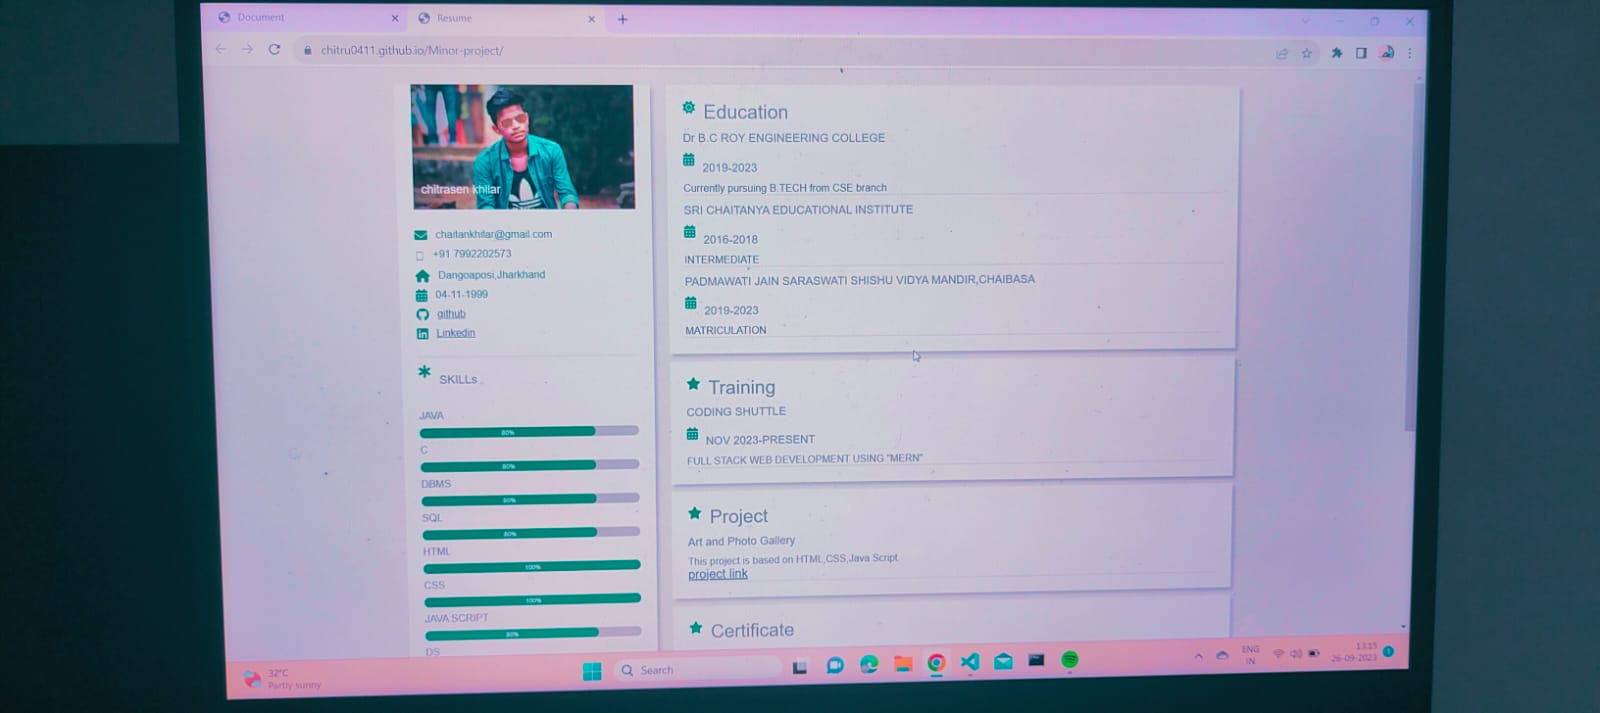 Document
Resume
chitru0411.github.io/Minor-project/
chitrasen khilar
chaitankhilar@gmail.com
+91 7992202573
Dangoaposi,Jharkhand
04-11-1999
github
Linkedin
SKILLs
JAVA
80%
C
80%
DBMS
80%
SQL
80%
HTML
100%
CSS
100%
JAVA SCRIPT
80%
DS
Education
Dr B.C ROY ENGINEERING COLLEGE
2019-2023
Currently pursuing B.TECH from CSE branch
SRI CHAITANYA EDUCATIONAL INSTITUTE
2016-2018
INTERMEDIATE
PADMAWATI JAIN SARASWATI SHISHU VIDYA MANDIR,CHAIBASA
2019-2023
MATRICULATION
Training
CODING SHUTTLE
NOV 2023-PRESENT
FULL STACK WEB DEVELOPMENT USING "MERN"
Project
Art and Photo Gallery
This project is based on HTML,CSS,Java Script.
project link
Certificate
32°C
Partly sunny
Search
ENG
IN
13:15
26-09-2023